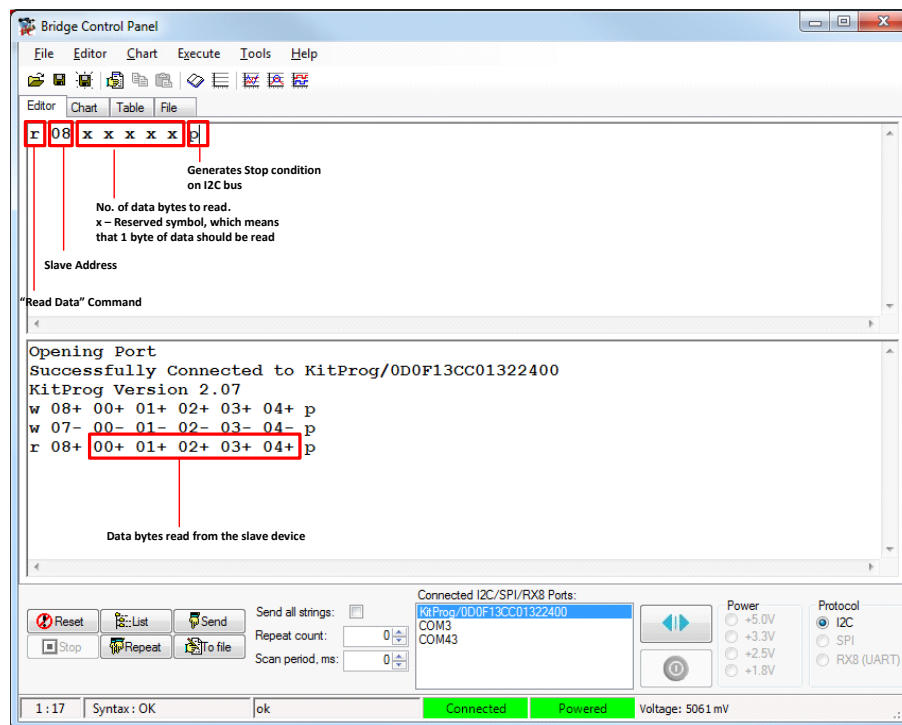 Bridge Control Panel
File Editor Chart Execute Tools Help
Editor Chart Table File
r 08 x x x x x p
Generates Stop condition
on I2C bus
No. of data bytes to read.
x – Reserved symbol, which means
that 1 byte of data should be read
Slave Address
“Read Data” Command
Opening Port
Successfully Connected to KitProg/0D0F13CC01322400
KitProg Version 2.07
w 08+ 00+ 01+ 02+ 03+ 04+ p
w 07- 00- 01- 02- 03- 04- p
r 08+ 00+ 01+ 02+ 03+ 04+ p
Data bytes read from the slave device
Reset List Send
Stop Repeat To file
Send all strings:
Repeat count: 0
Scan period, ms: 0
Connected I2C/SPI/RX8 Ports:
KitProg/0D0F13CC01322400
COM3
COM43
Power
+5.0V
+3.3V
+2.5V
+1.8V
Protocol
I2C
SPI
RX8 (UART)
1:17 Syntax: OK ok Connected Powered Voltage: 5061 mV